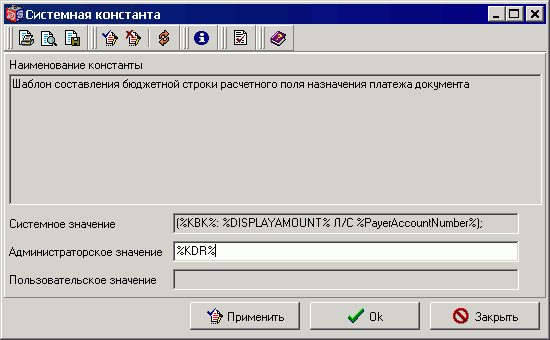 Системная константа
Наименование константы
Шаблон составления бюджетной строки расчетного поля назначения платежа документа
Системное значение
(%KBK%: %DISPLAYAMOUNT% Л/С %PayerAccountNumber%);
Администраторское значение
%KDR%
Пользовательское значение
Применить
Ok
Закрыть